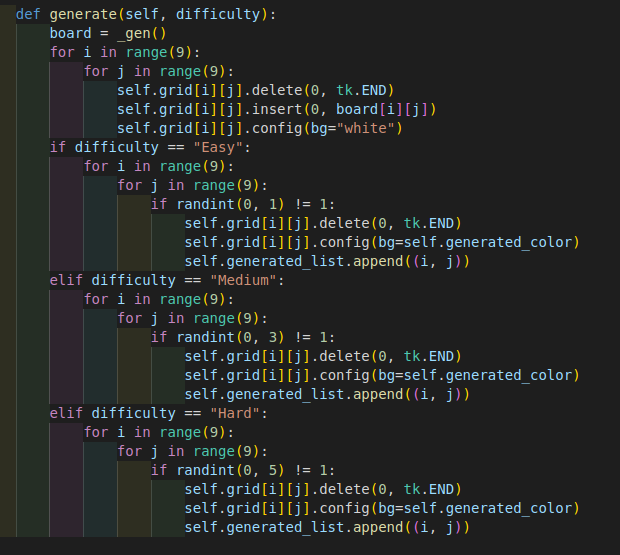 def generate(self, difficulty):
    board = _gen()
    for i in range(9):
        for j in range(9):
            self.grid[i][j].delete(0, tk.END)
            self.grid[i][j].insert(0, board[i][j])
            self.grid[i][j].config(bg="white")
    if difficulty == "Easy":
        for i in range(9):
            for j in range(9):
                if randint(0, 1) != 1:
                    self.grid[i][j].delete(0, tk.END)
                    self.grid[i][j].config(bg=self.generated_color)
                    self.generated_list.append((i, j))
    elif difficulty == "Medium":
        for i in range(9):
            for j in range(9):
                if randint(0, 3) != 1:
                    self.grid[i][j].delete(0, tk.END)
                    self.grid[i][j].config(bg=self.generated_color)
                    self.generated_list.append((i, j))
    elif difficulty == "Hard":
        for i in range(9):
            for j in range(9):
                if randint(0, 5) != 1:
                    self.grid[i][j].delete(0, tk.END)
                    self.grid[i][j].config(bg=self.generated_color)
                    self.generated_list.append((i, j))